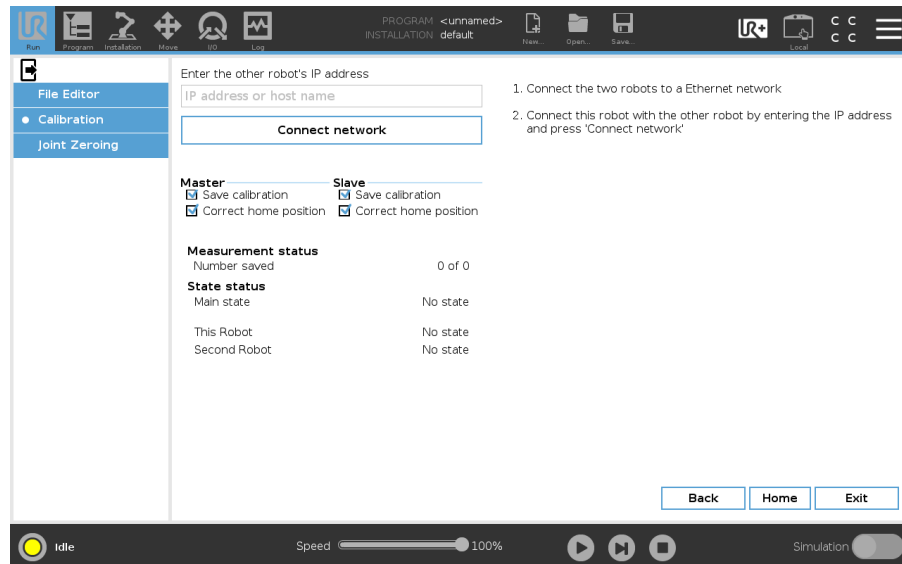 PROGRAM <unnamed>
INSTALLATION default
UR
Run
Program
Installation
Move
I/O
Log
New...
Open...
Save...
UR+
Local
C C
C C
File Editor
Calibration
Joint Zeroing
Enter the other robot's IP address
IP address or host name
Connect network
Master
Slave
Save calibration
Save calibration
Correct home position
Correct home position
Measurement status
Number saved 0 of 0
State status
Main state No state
This Robot No state
Second Robot No state
1. Connect the two robots to a Ethernet network
2. Connect this robot with the other robot by entering the IP address
and press 'Connect network'
Back
Home
Exit
Idle
Speed 100%
Simulation